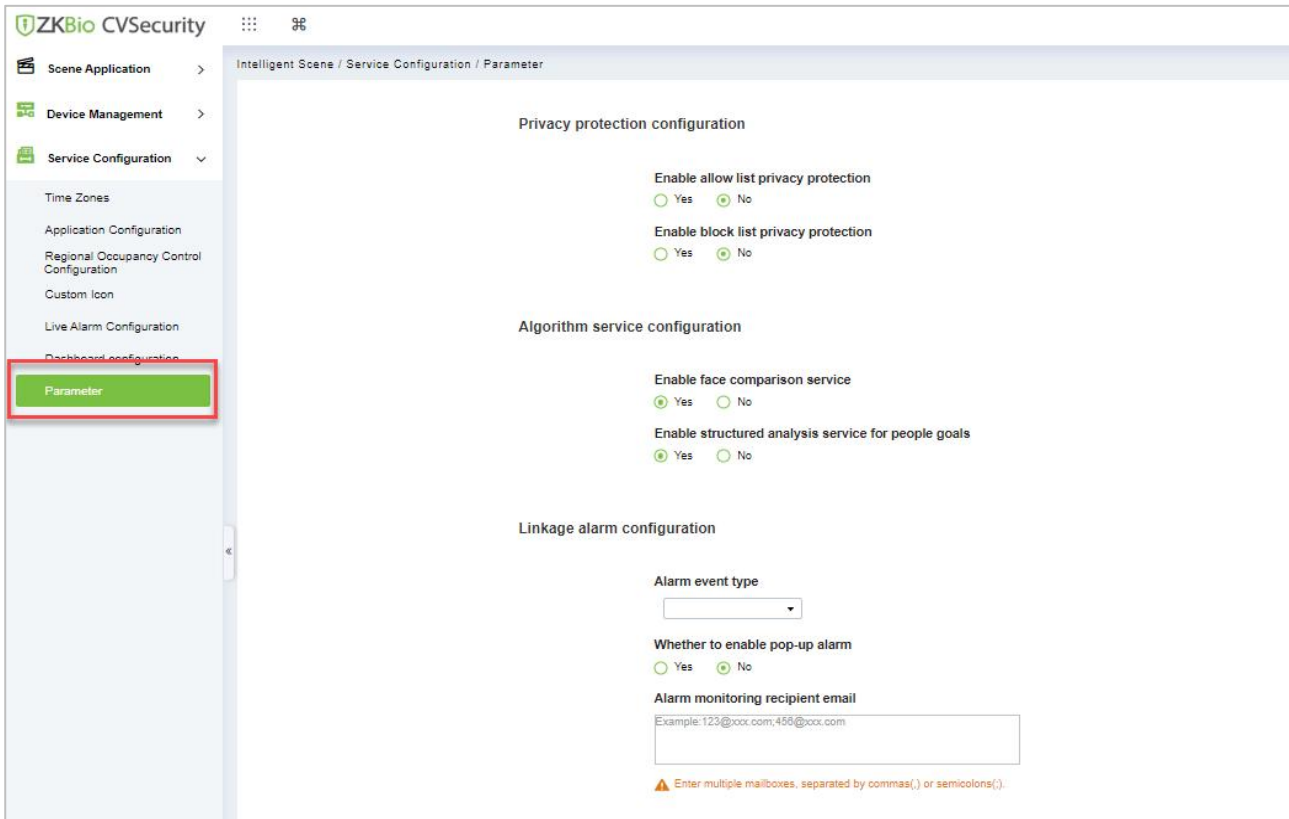 ZKBio CVSecurity
Scene Application
Device Management
Service Configuration
Time Zones
Application Configuration
Regional Occupancy Control
Configuration
Custom Icon
Live Alarm Configuration
Dashboard configuration
Parameter
Intelligent Scene / Service Configuration / Parameter
Privacy protection configuration
Enable allow list privacy protection
Yes No
Enable block list privacy protection
Yes No
Algorithm service configuration
Enable face comparison service
Yes No
Enable structured analysis service for people goals
Yes No
Linkage alarm configuration
Alarm event type
Whether to enable pop-up alarm
Yes No
Alarm monitoring recipient email
Example:123@xxx.com;456@xxx.com
Enter multiple mailboxes, separated by commas(,) or semicolons(;).